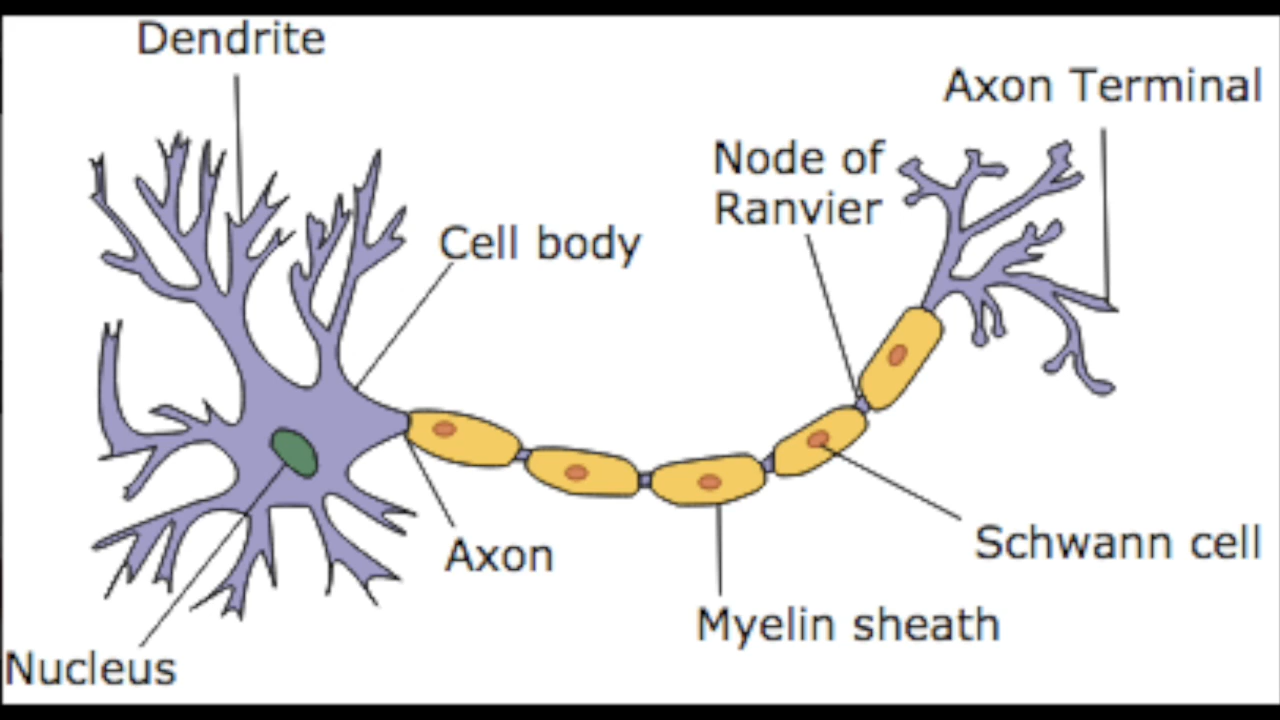 Dendrite
Axon Terminal
Node of
Ranvier
Cell body
Axon
Schwann cell
Myelin sheath
Nucleus